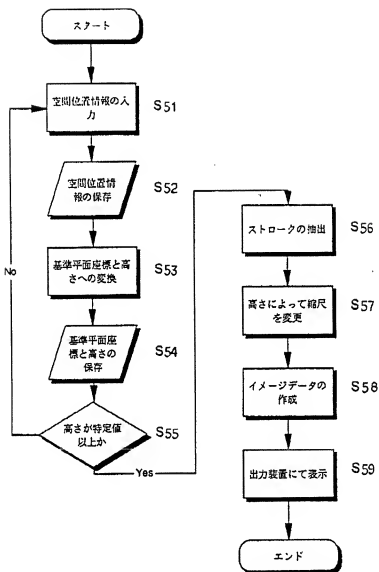 スタート
空間位置情報の入
力
S51
空間位置情
報の保存
S52
基準平面座標と高
さへの変換
S53
基準平面座
標と高さの
保存
S54
高さが特定値
以上か
S55
No
Yes
ストロークの抽出
S56
高さによって縮尺
を変更
S57
イメージデータの
作成
S58
出力装置にて表示
S59
エンド